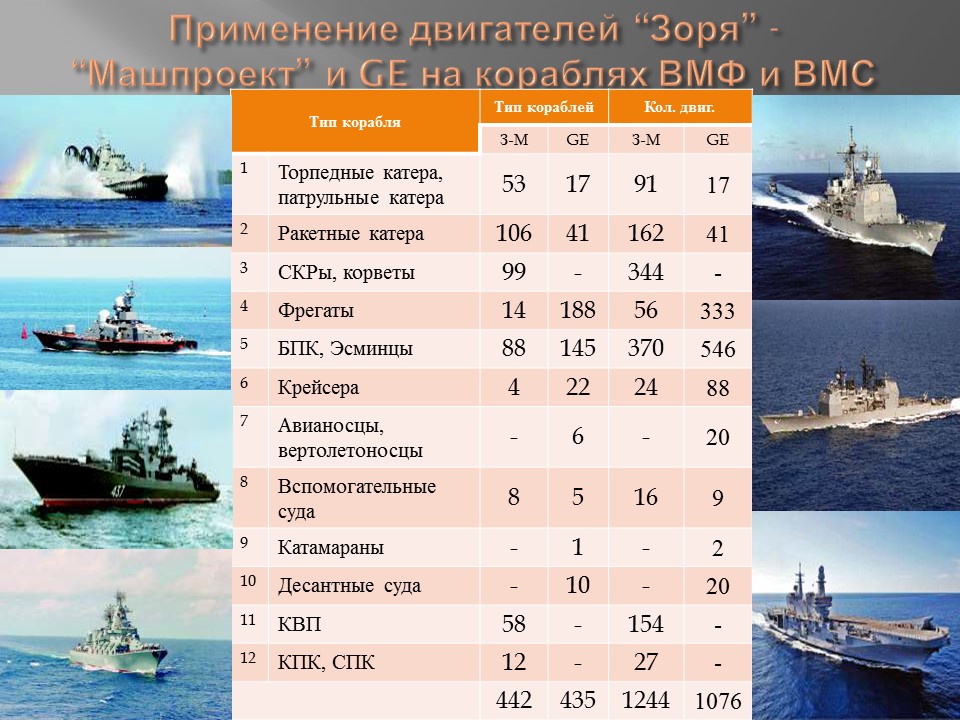 Применение двигателей “Зоря” -
“Машпроект” и GE на кораблях ВМФ и ВМС
Тип корабля Тип кораблей Кол. двиг.
З-М GE З-М GE
1 Торпедные катера,
патрульные катера 53 17 91 17
2 Ракетные катера 106 41 162 41
3 СКРы, корветы 99 - 344 -
4 Фрегаты 14 188 56 333
5 БПК, Эсминцы 88 145 370 546
6 Крейсера 4 22 24 88
7 Авианосцы,
вертолетоносцы - 6 - 20
8 Вспомогательные
суда 8 5 16 9
9 Катамараны - 1 - 2
10 Десантные суда - 10 - 20
11 КВП 58 - 154 -
12 КПК, СПК 12 - 27 -
442 435 1244 1076
437